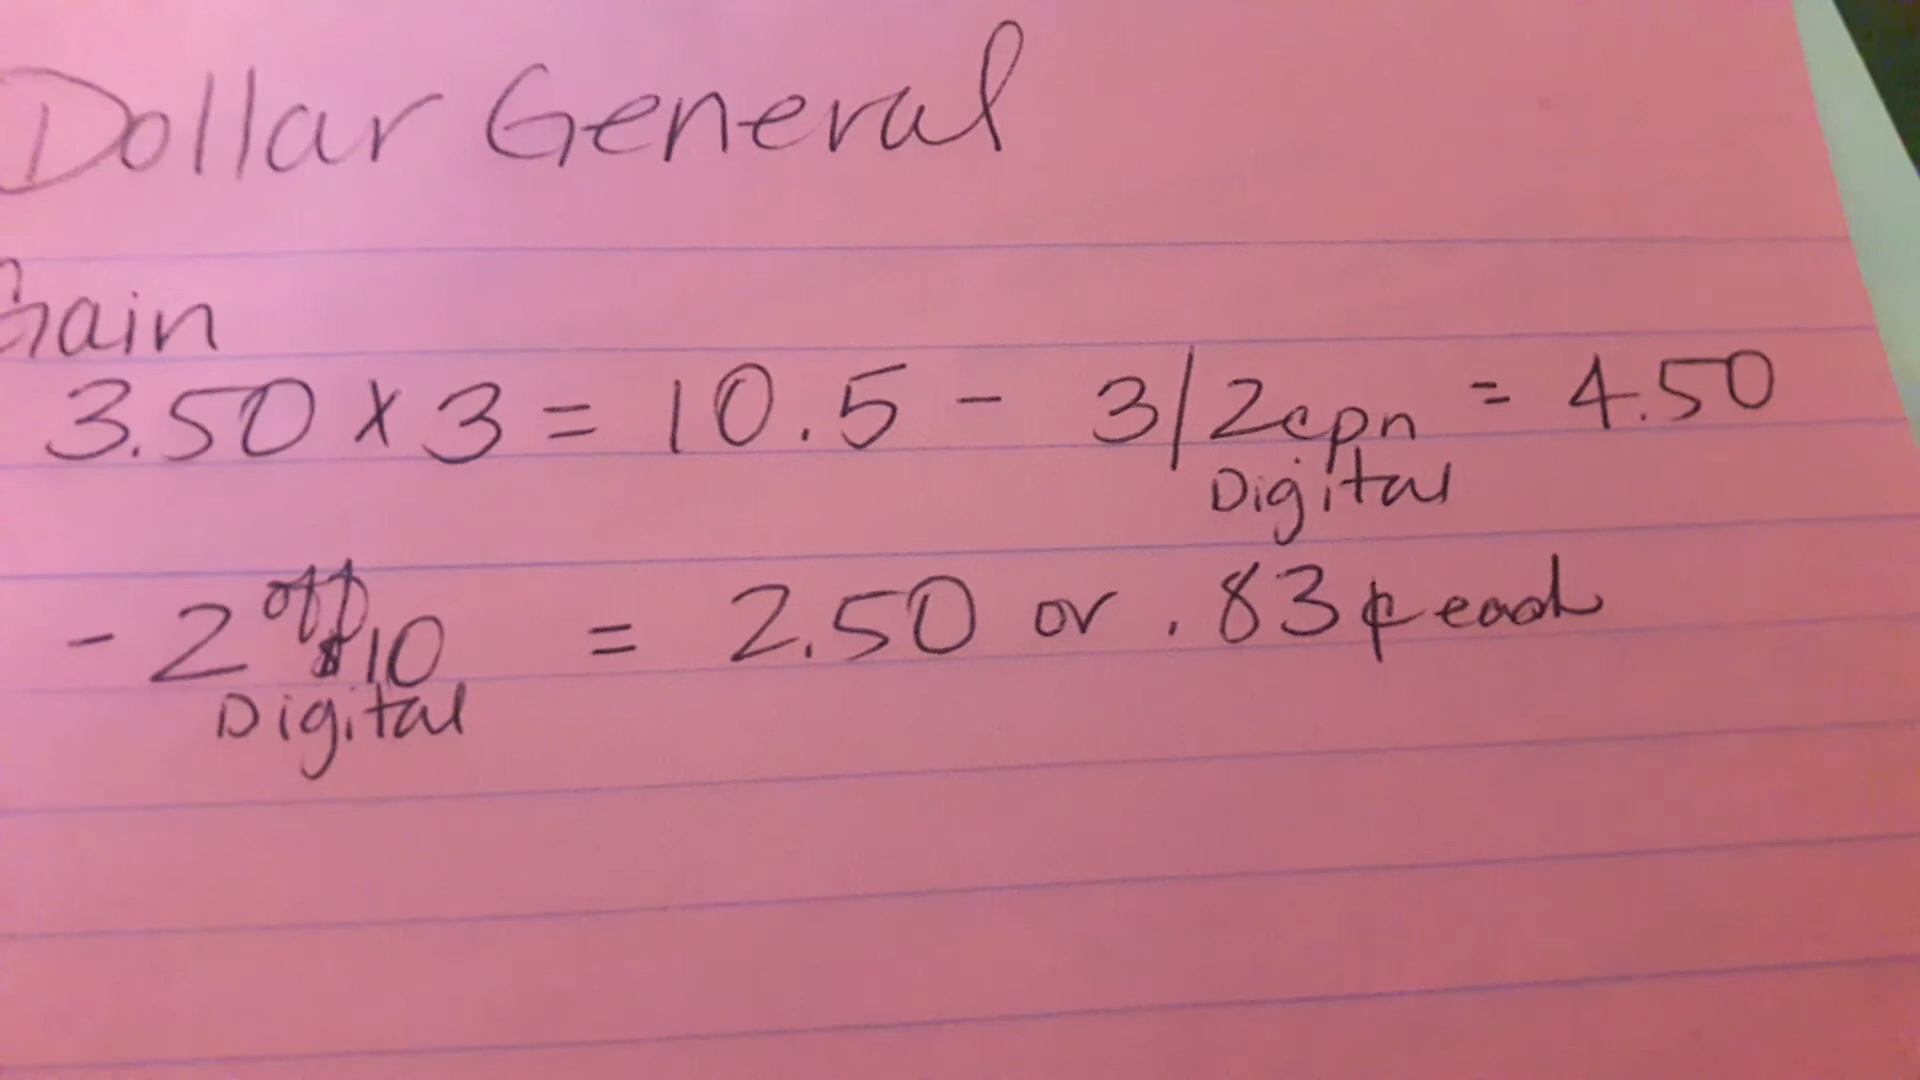 Dollar General
Gain
3.50 x 3 = 10.5 - 3/2cpn = 4.50
Digital
- 2 off $10 = 2.50 or .83¢ each
Digital